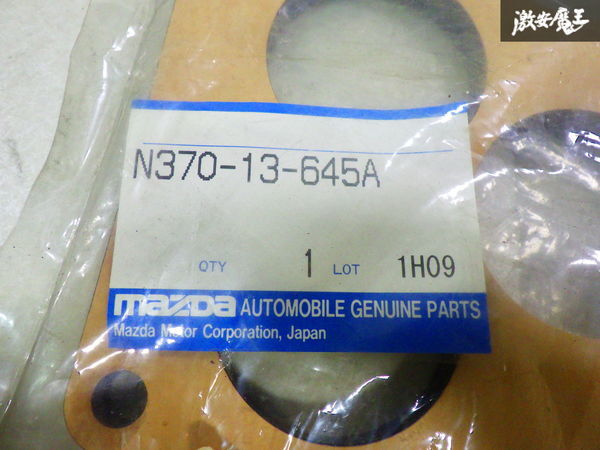 激安魔王
N370-13-645A
QTY 1 LOT 1H09
mazda AUTOMOBILE GENUINE PARTS
Mazda Motor Corporation, Japan